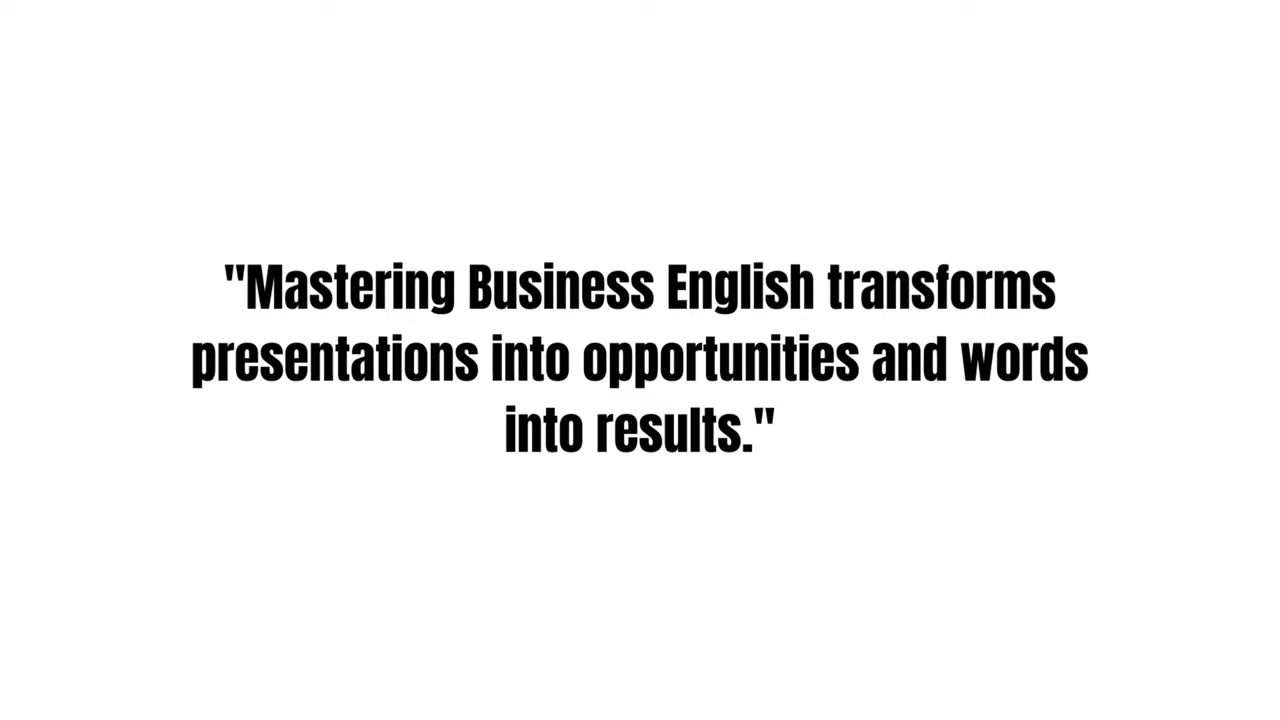 "Mastering Business English transforms
presentations into opportunities and words
into results."